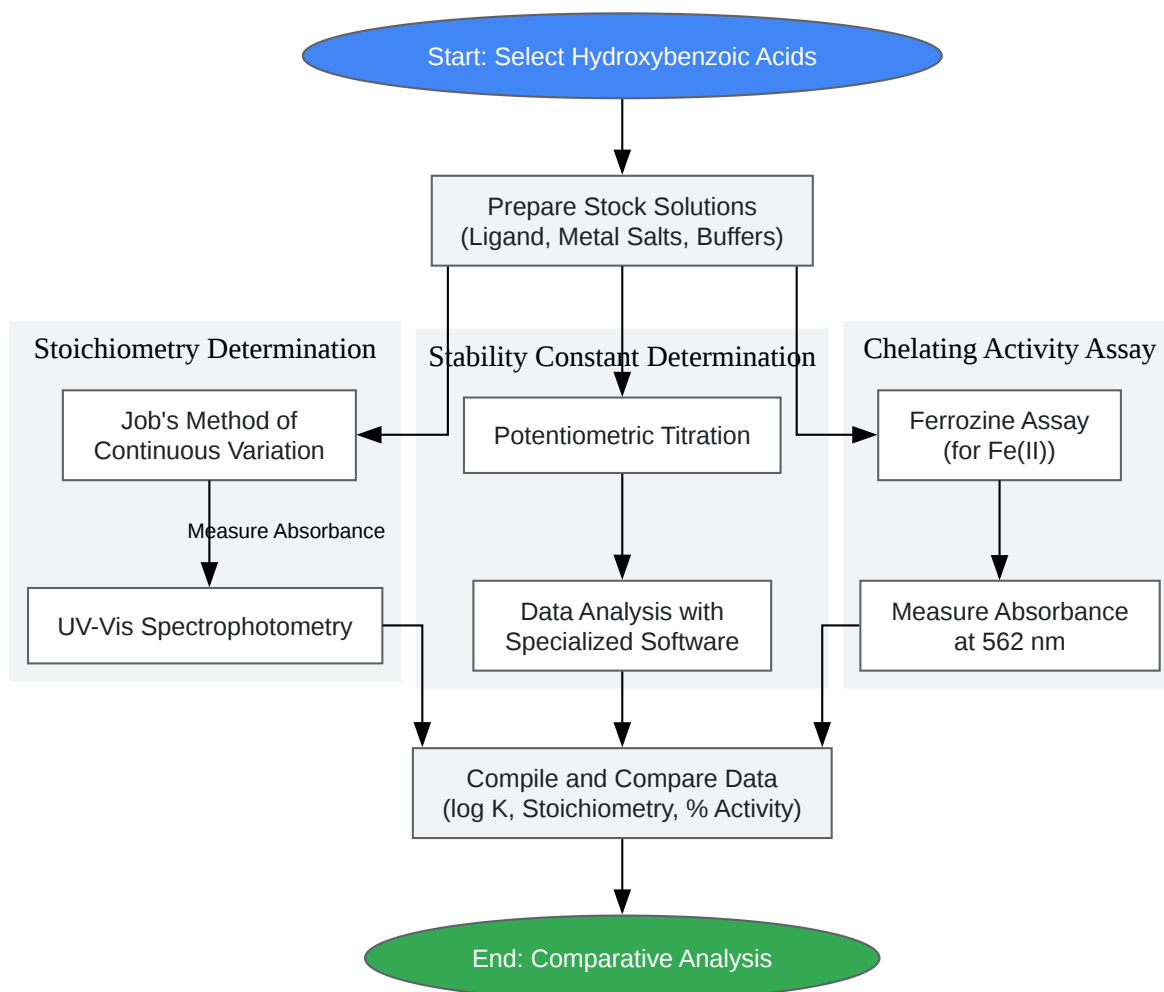 Start: Select Hydroxybenzoic Acids
Prepare Stock Solutions
(Ligand, Metal Salts, Buffers)
Stoichiometry Determination
Job's Method of
Continuous Variation
Measure Absorbance
UV-Vis Spectrophotometry
Stability Constant Determination
Potentiometric Titration
Data Analysis with
Specialized Software
Chelating Activity Assay
Ferrozine Assay
(for Fe(II))
Measure Absorbance
at 562 nm
Compile and Compare Data
(log K, Stoichiometry, % Activity)
End: Comparative Analysis